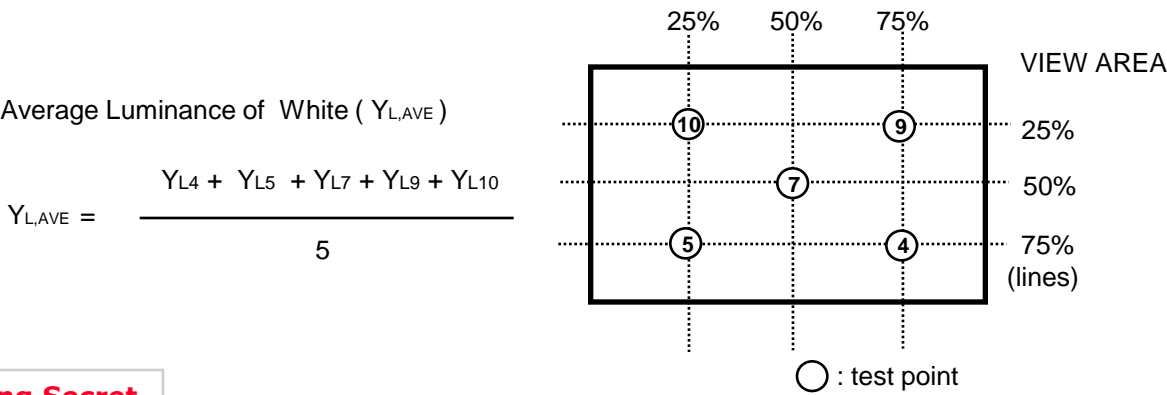 25% 50% 75%
VIEW AREA
Average Luminance of White ( YL,AVE )
10 9 25%
YL4 + YL5 + YL7 + YL9 + YL10
7 50%
YL,AVE =
5
5 4 75%
(lines)
: test point
Secret